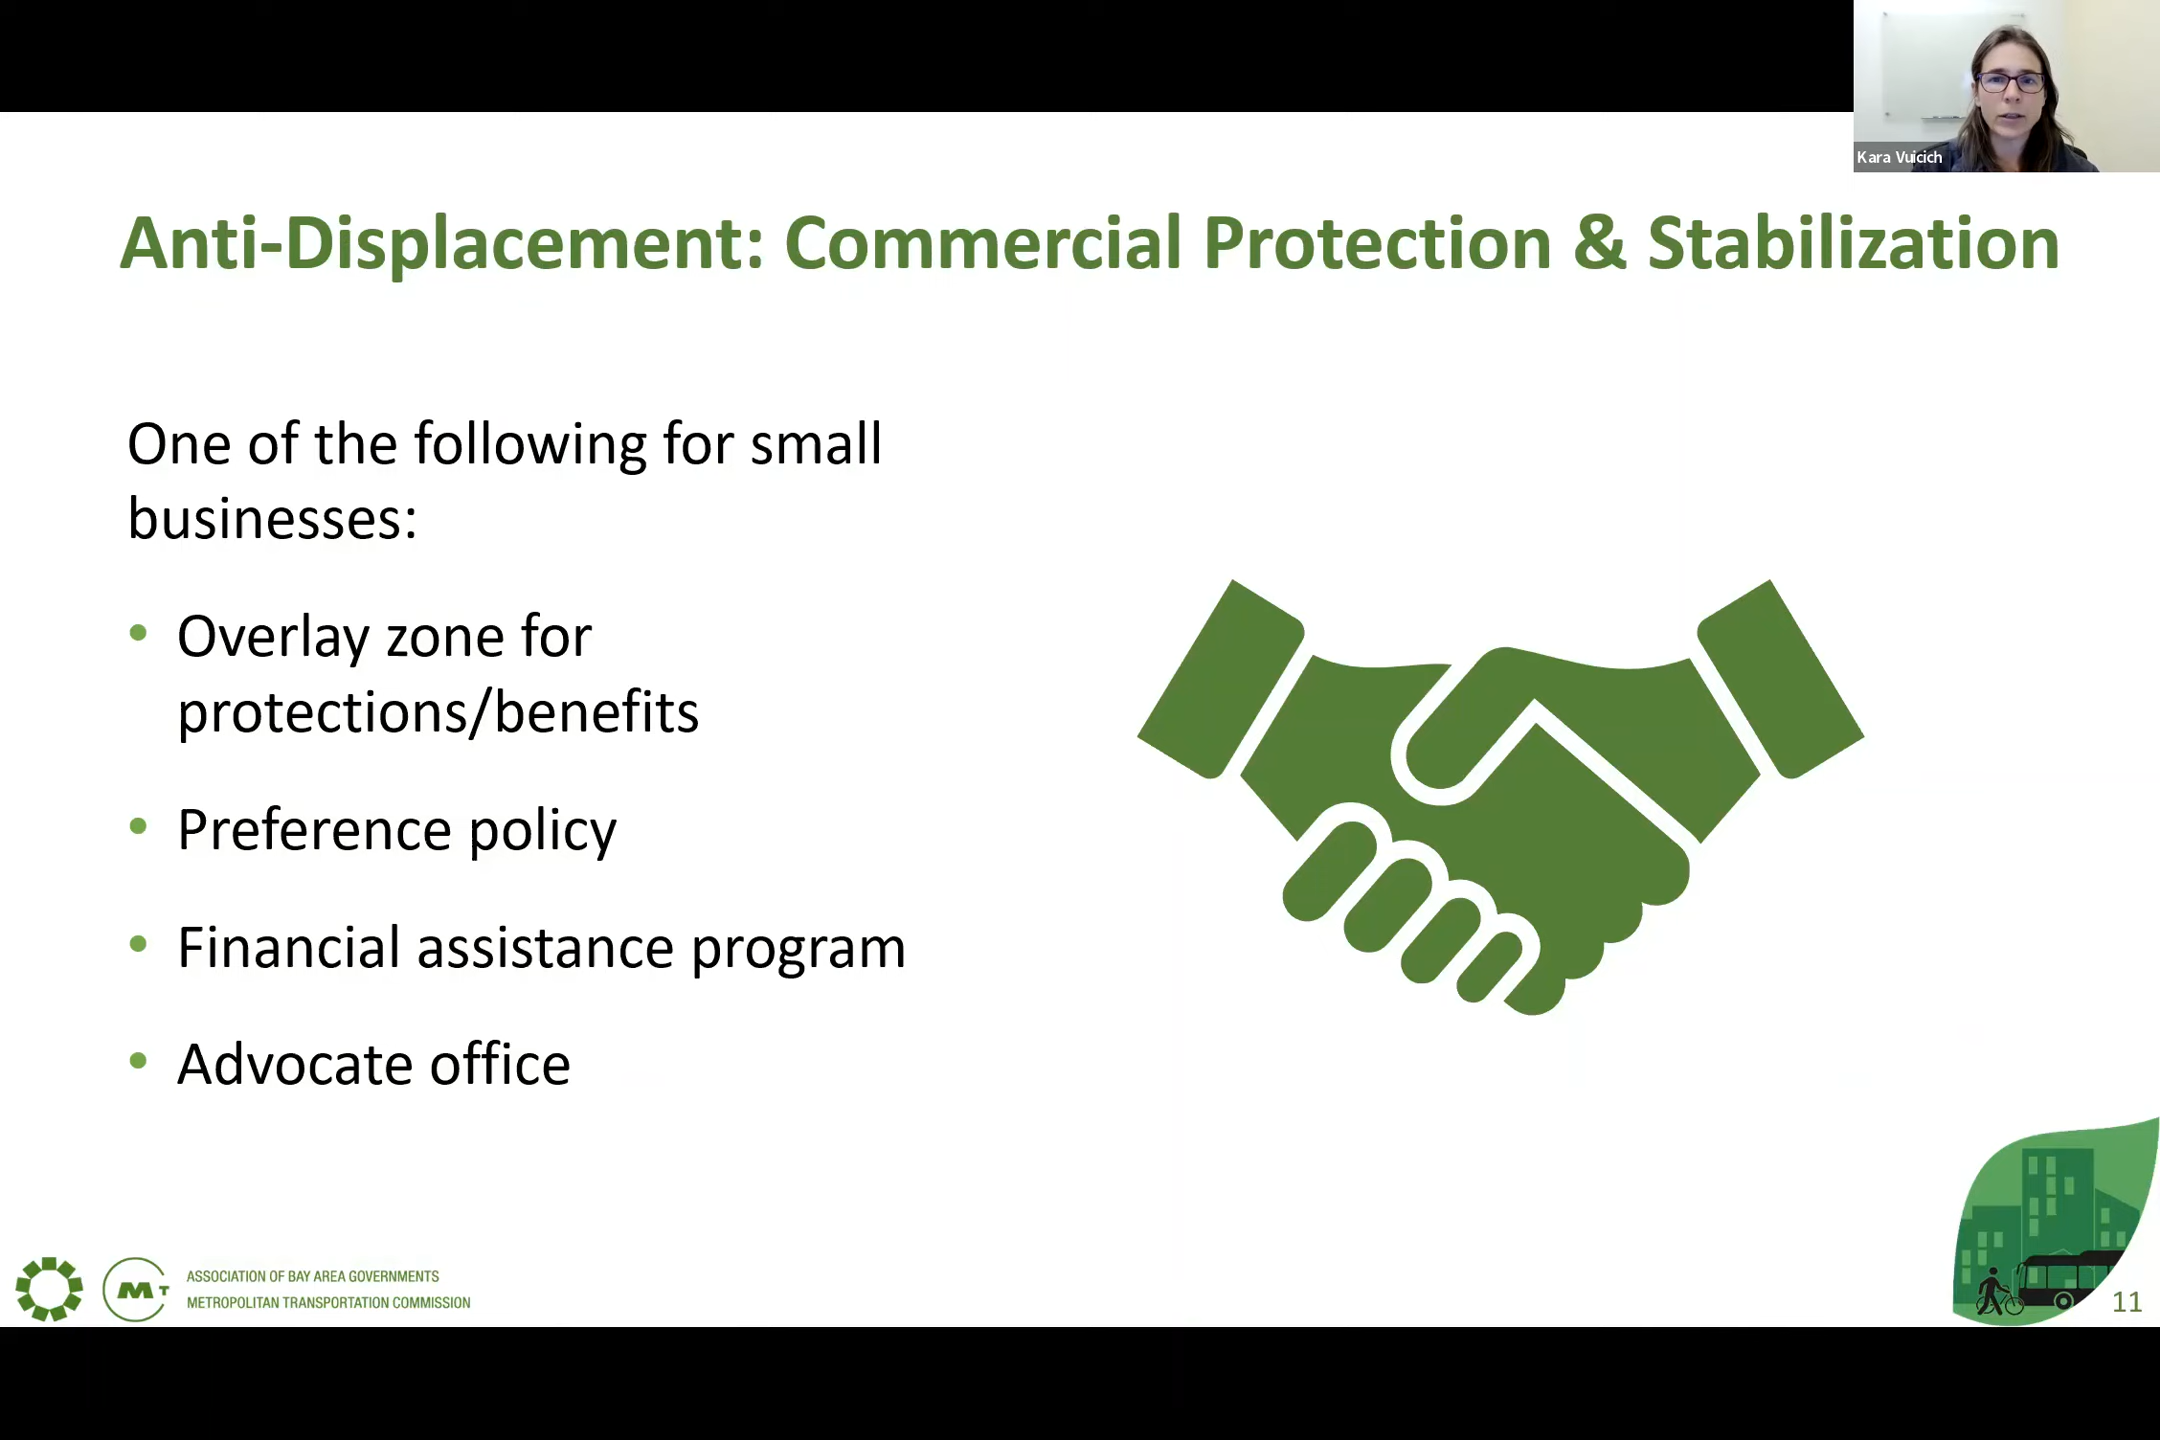 Kara Vuicich
Anti-Displacement: Commercial Protection & Stabilization
One of the following for small
businesses:
• Overlay zone for
protections/benefits
• Preference policy
• Financial assistance program
• Advocate office
MT
ASSOCIATION OF BAY AREA GOVERNMENTS
METROPOLITAN TRANSPORTATION COMMISSION
11